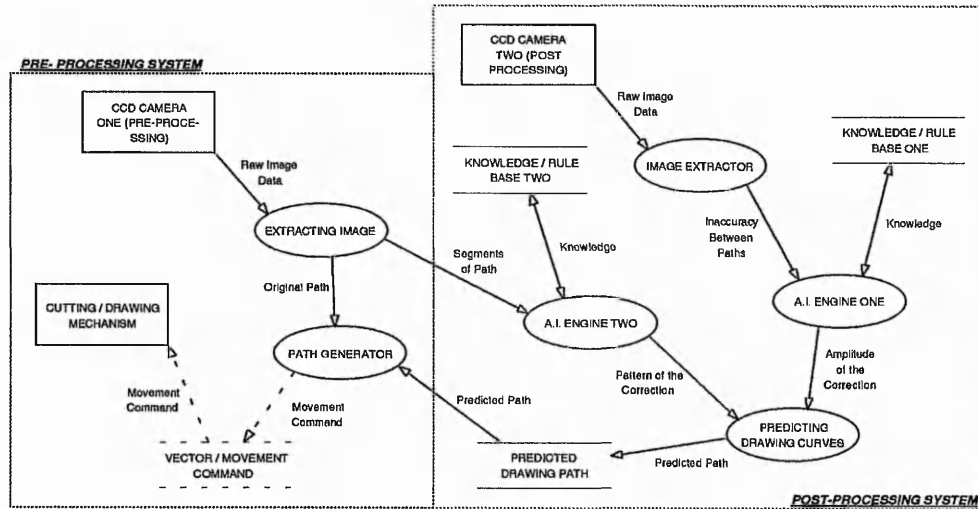 PRE- PROCESSING SYSTEM
CCD CAMERA
ONE (PRE-PROCE-
SSING)
Raw Image
Data
EXTRACTING IMAGE
Original Path
CUTTING / DRAWING
MECHANISM
PATH GENERATOR
Movement
Command
Movement
Command
VECTOR / MOVEMENT
COMMAND
CCD CAMERA
TWO (POST
PROCESSING)
Raw Image
Data
KNOWLEDGE / RULE
BASE TWO
IMAGE EXTRACTOR
KNOWLEDGE / RULE
BASE ONE
Knowledge
Inaccuracy
Between
Paths
Knowledge
Segments
of Path
A.I. ENGINE TWO
A.I. ENGINE ONE
Pattern of the
Correction
Amplitude
of the
Correction
Predicted Path
PREDICTING
DRAWING CURVES
PREDICTED
DRAWING PATH
Predicted Path
POST-PROCESSING SYSTEM